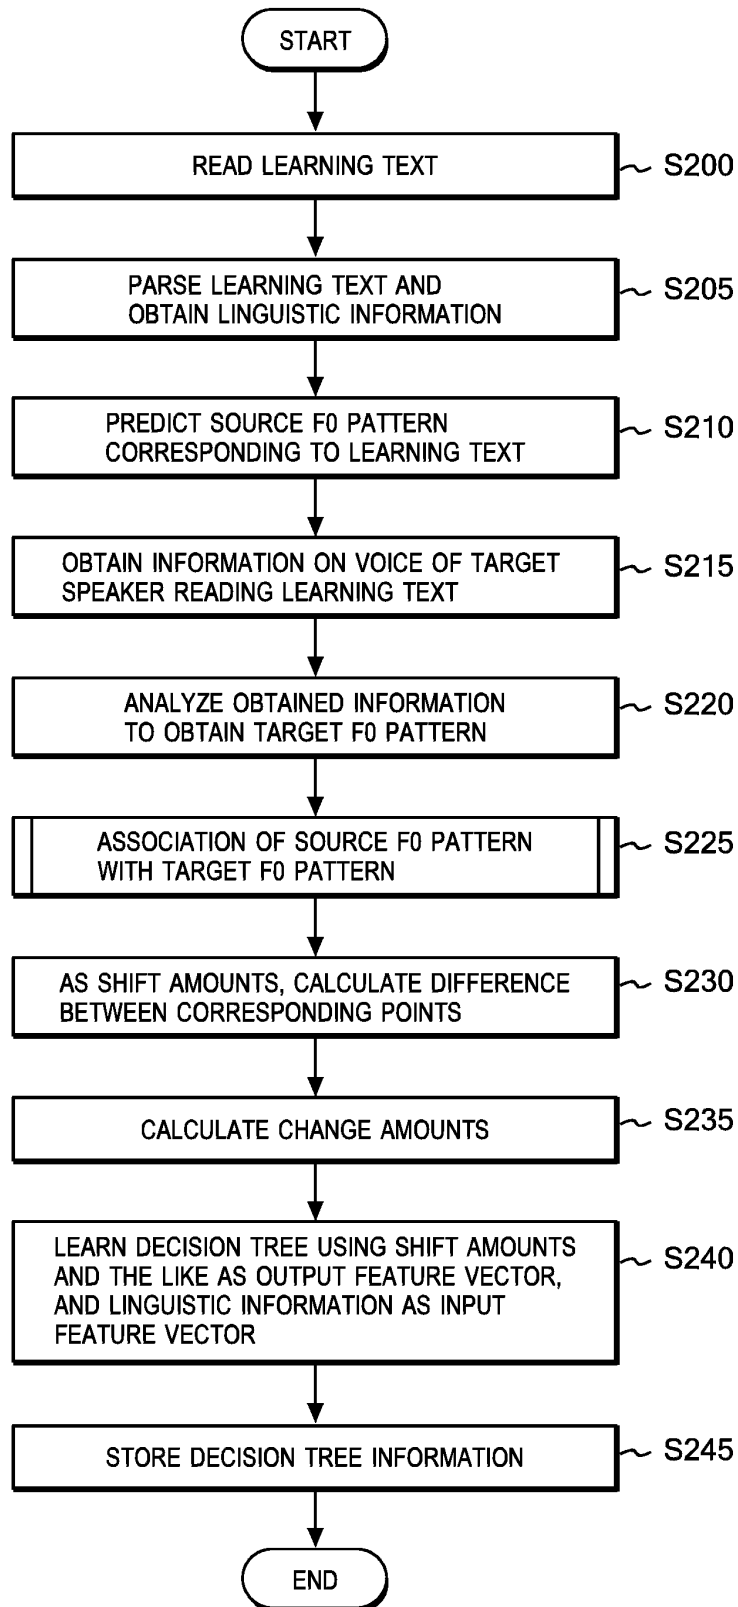 START
READ LEARNING TEXT
S200
PARSE LEARNING TEXT AND
OBTAIN LINGUISTIC INFORMATION
S205
PREDICT SOURCE F0 PATTERN
CORRESPONDING TO LEARNING TEXT
S210
OBTAIN INFORMATION ON VOICE OF TARGET
SPEAKER READING LEARNING TEXT
S215
ANALYZE OBTAINED INFORMATION
TO OBTAIN TARGET F0 PATTERN
S220
ASSOCIATION OF SOURCE F0 PATTERN
WITH TARGET F0 PATTERN
S225
AS SHIFT AMOUNTS, CALCULATE DIFFERENCE
BETWEEN CORRESPONDING POINTS
S230
CALCULATE CHANGE AMOUNTS
S235
LEARN DECISION TREE USING SHIFT AMOUNTS
AND THE LIKE AS OUTPUT FEATURE VECTOR,
AND LINGUISTIC INFORMATION AS INPUT
FEATURE VECTOR
S240
STORE DECISION TREE INFORMATION
S245
END